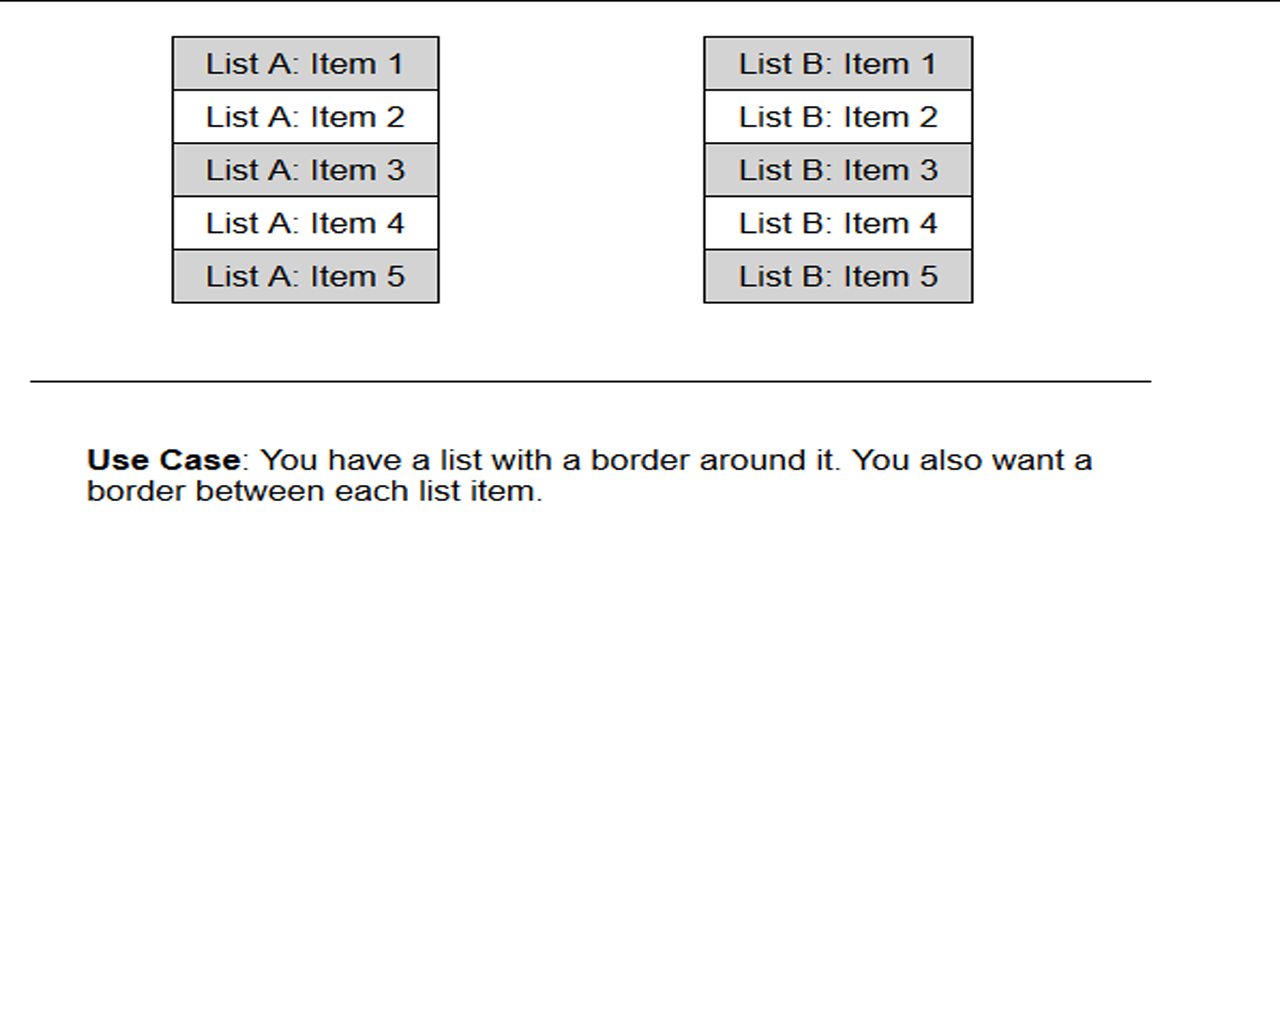 List A: Item 1
List A: Item 2
List A: Item 3
List A: Item 4
List A: Item 5
List B: Item 1
List B: Item 2
List B: Item 3
List B: Item 4
List B: Item 5
Use Case: You have a list with a border around it. You also want a
border between each list item.